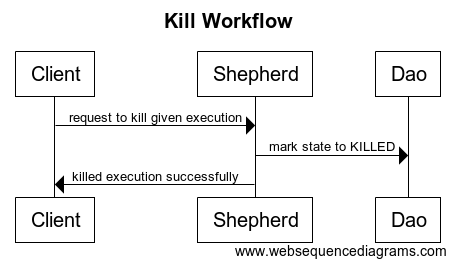 Kill Workflow
Client Shepherd Dao
request to kill given execution
mark state to KILLED
killed execution successfully
Client Shepherd Dao
www.websequencediagrams.com